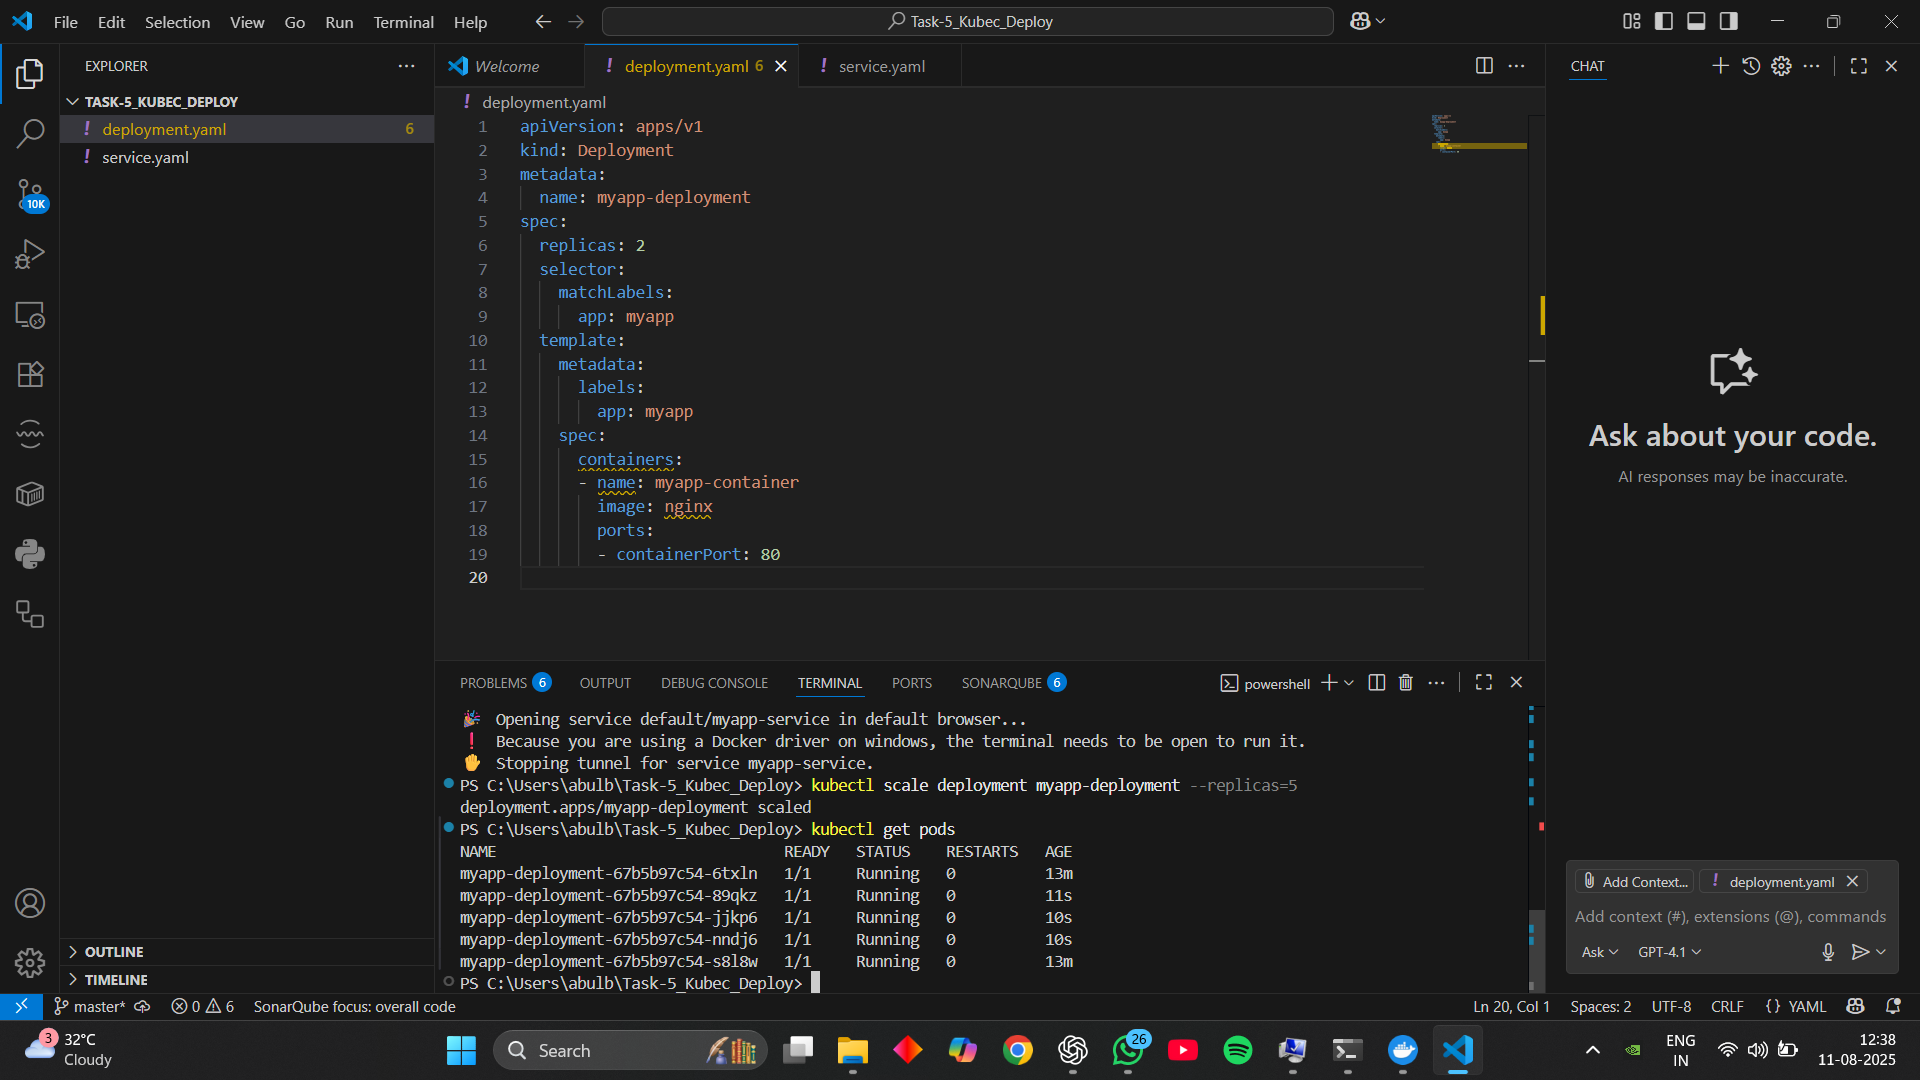 File Edit Selection View Go Run Terminal Help
Task-5_Kubec_Deploy
EXPLORER
TASK-5_KUBEC_DEPLOY
deployment.yaml 6
service.yaml
10K
OUTLINE
TIMELINE
Welcome
deployment.yaml 6
service.yaml
deployment.yaml
1 apiVersion: apps/v1
2 kind: Deployment
3 metadata:
4   name: myapp-deployment
5 spec:
6   replicas: 2
7   selector:
8     matchLabels:
9       app: myapp
10   template:
11     metadata:
12       labels:
13         app: myapp
14     spec:
15       containers:
16       - name: myapp-container
17         image: nginx
18         ports:
19         - containerPort: 80
20
PROBLEMS 6 OUTPUT DEBUG CONSOLE TERMINAL PORTS SONARQUBE 6
powershell
Opening service default/myapp-service in default browser...
Because you are using a Docker driver on windows, the terminal needs to be open to run it.
Stopping tunnel for service myapp-service.
PS C:\Users\abulb\Task-5_Kubec_Deploy> kubectl scale deployment myapp-deployment --replicas=5
deployment.apps/myapp-deployment scaled
PS C:\Users\abulb\Task-5_Kubec_Deploy> kubectl get pods
NAME READY STATUS RESTARTS AGE
myapp-deployment-67b5b97c54-6txln 1/1 Running 0 13m
myapp-deployment-67b5b97c54-89qkz 1/1 Running 0 11s
myapp-deployment-67b5b97c54-jjkp6 1/1 Running 0 10s
myapp-deployment-67b5b97c54-nndj6 1/1 Running 0 10s
myapp-deployment-67b5b97c54-s8l8w 1/1 Running 0 13m
PS C:\Users\abulb\Task-5_Kubec_Deploy>
CHAT
Ask about your code.
AI responses may be inaccurate.
Add Context... deployment.yaml
Add context (#), extensions (@), commands
Ask GPT-4.1
master* 0 6 SonarQube focus: overall code
Ln 20, Col 1 Spaces: 2 UTF-8 CRLF {} YAML
3
32°C
Cloudy
Search
26
ENG
IN
12:38
11-08-2025